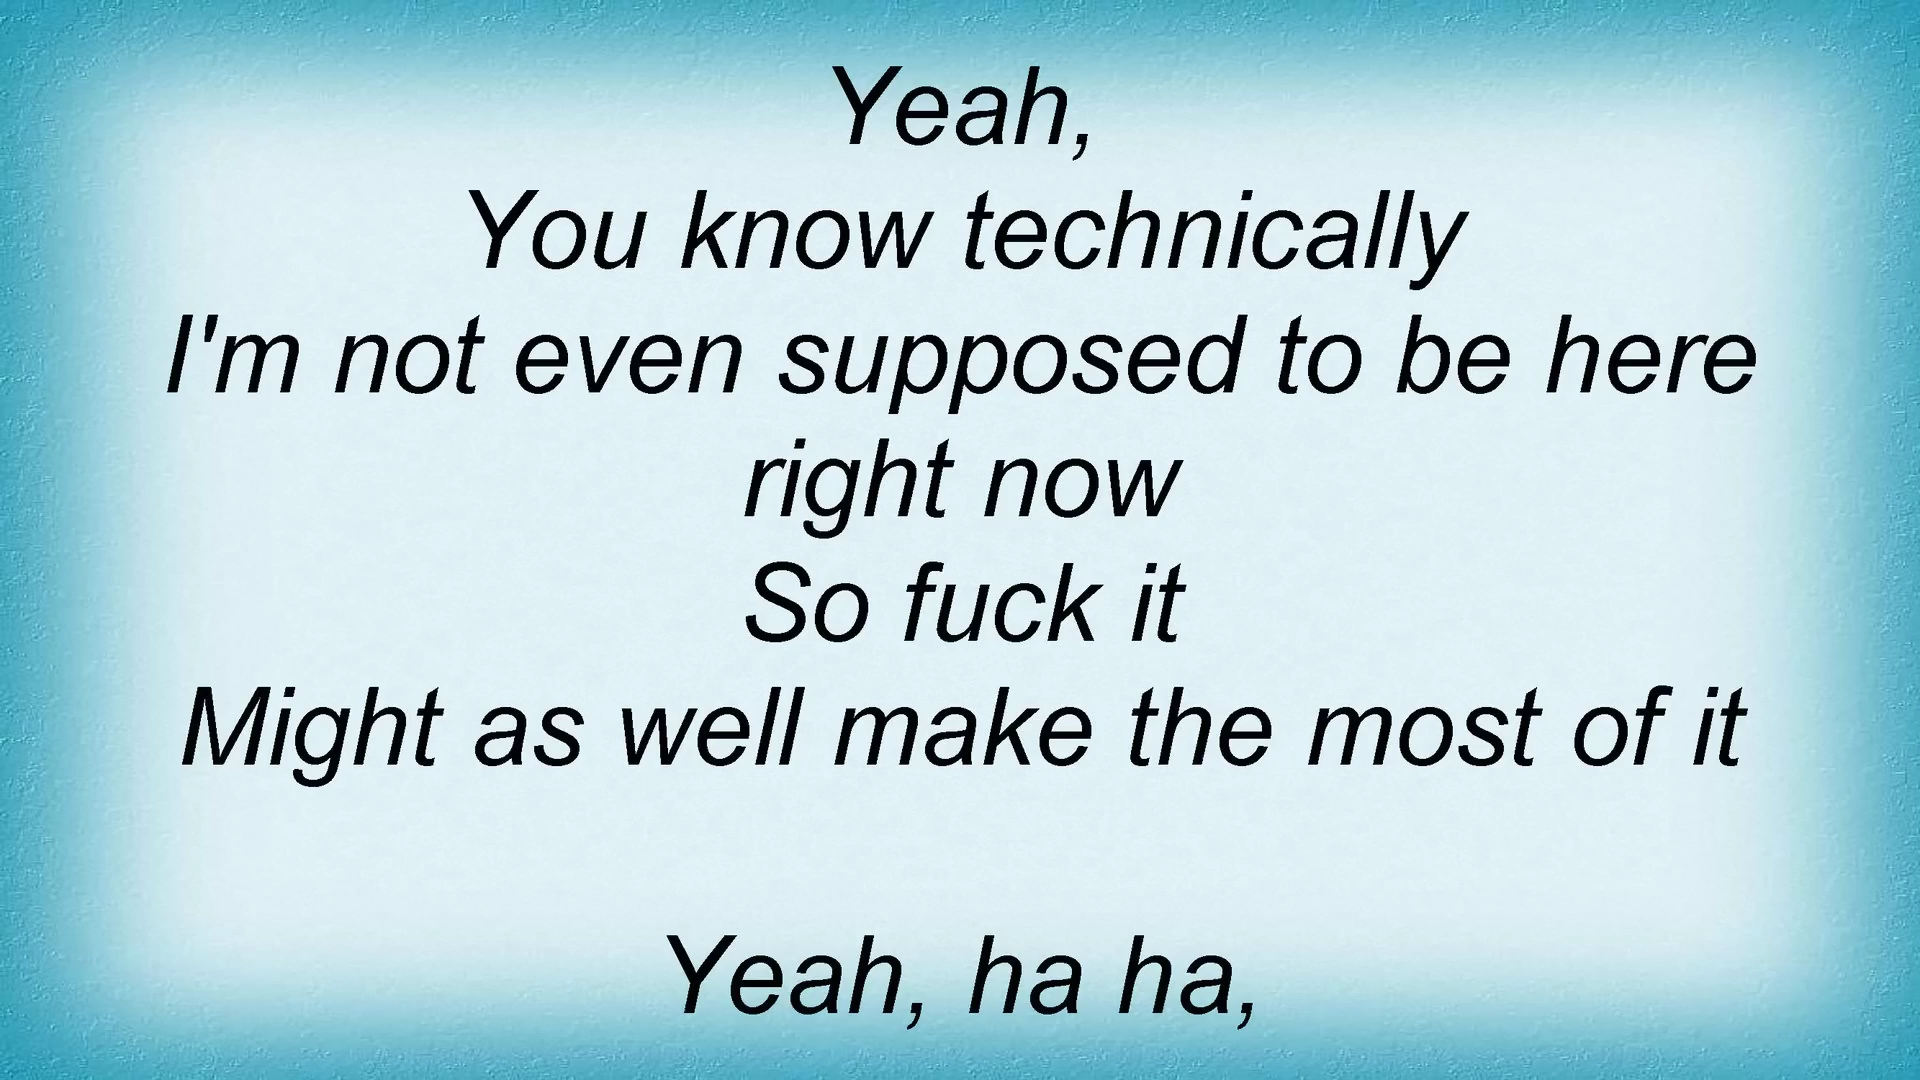 Yeah,
You know technically
I'm not even supposed to be here
right now
So fuck it
Might as well make the most of it
Yeah, ha ha,